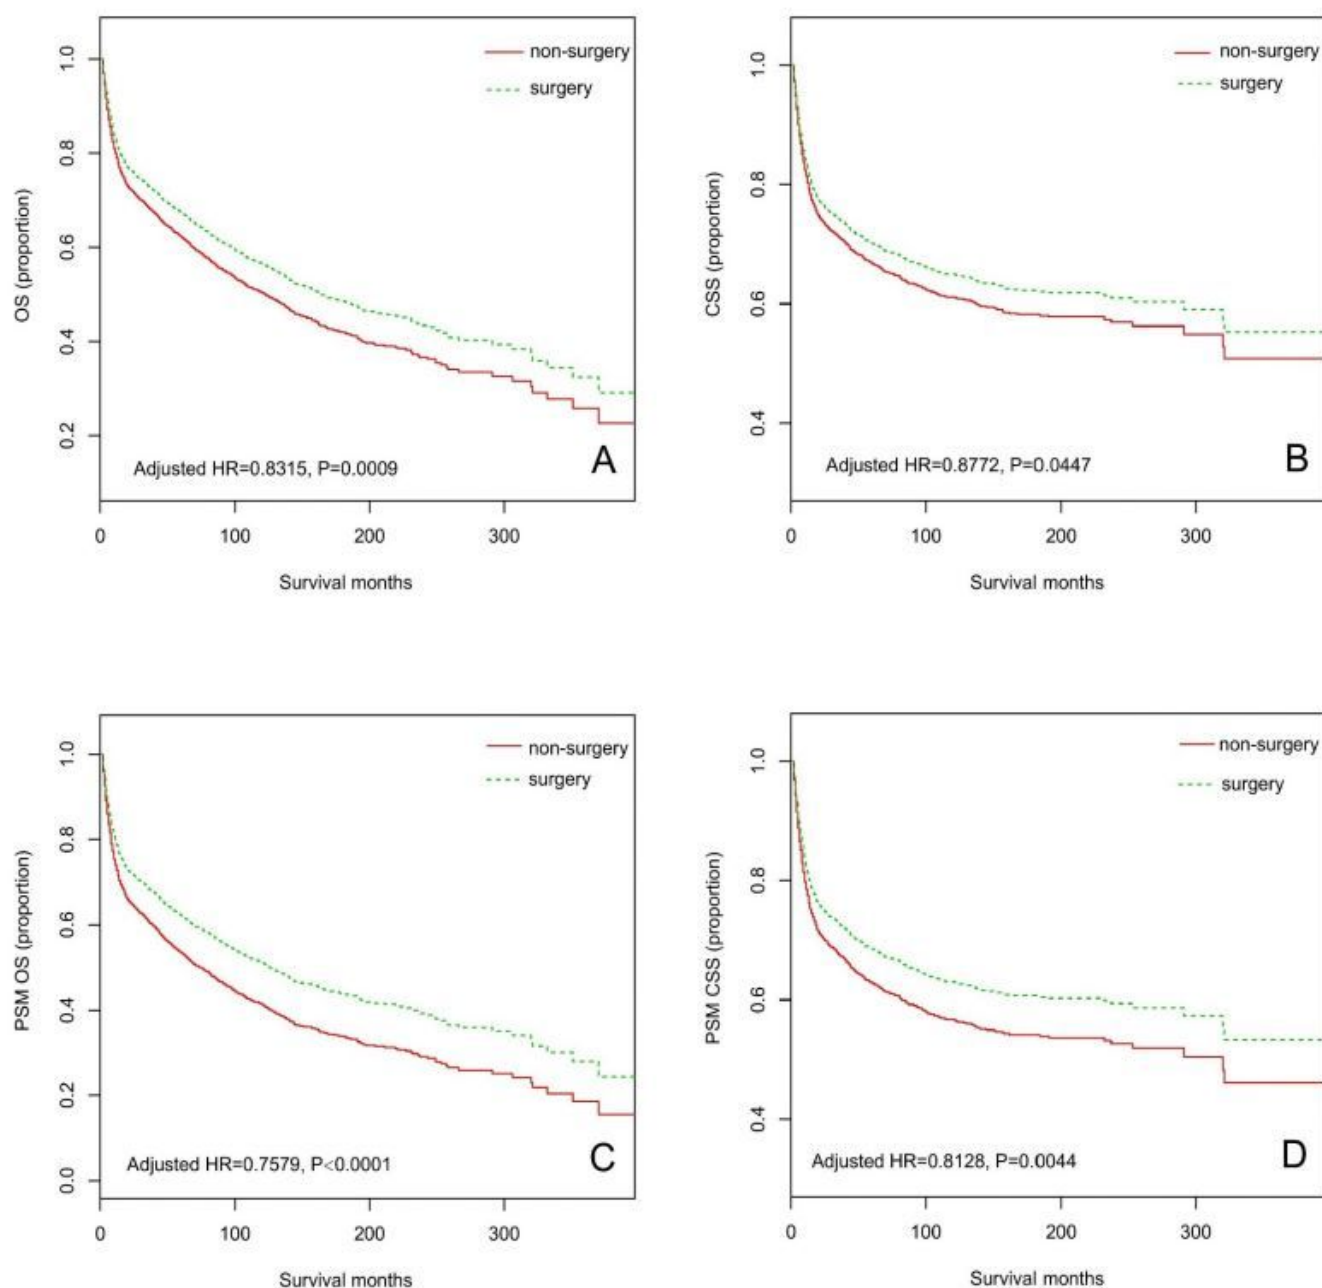 non-surgery
surgery
1.0
0.8
0.6
0.4
0.2
OS (proportion)
Adjusted HR=0.8315, P=0.0009
A
0 100 200 300
Survival months
non-surgery
surgery
1.0
0.8
0.6
0.4
CSS (proportion)
Adjusted HR=0.8772, P=0.0447
B
0 100 200 300
Survival months
non-surgery
surgery
1.0
0.8
0.6
0.4
0.2
0.0
PSM OS (proportion)
Adjusted HR=0.7579, P<0.0001
C
0 100 200 300
Survival months
non-surgery
surgery
1.0
0.8
0.6
0.4
PSM CSS (proportion)
Adjusted HR=0.8128, P=0.0044
D
0 100 200 300
Survival months